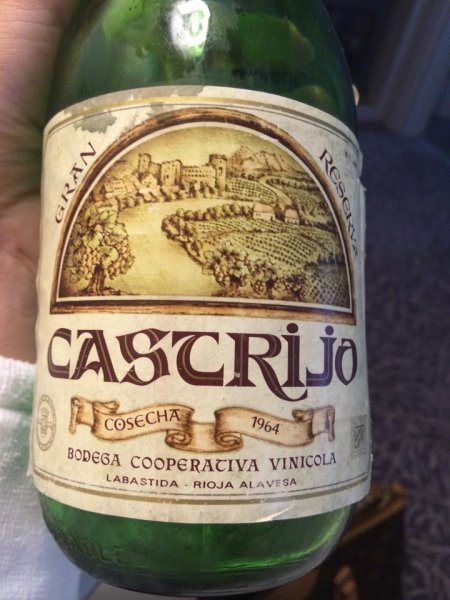 GRAN RESERVA
CASTRIJO
COSECHA 1964
BODEGA COOPERATIVA VINICOLA
LABASTIDA - RIOJA ALAVESA